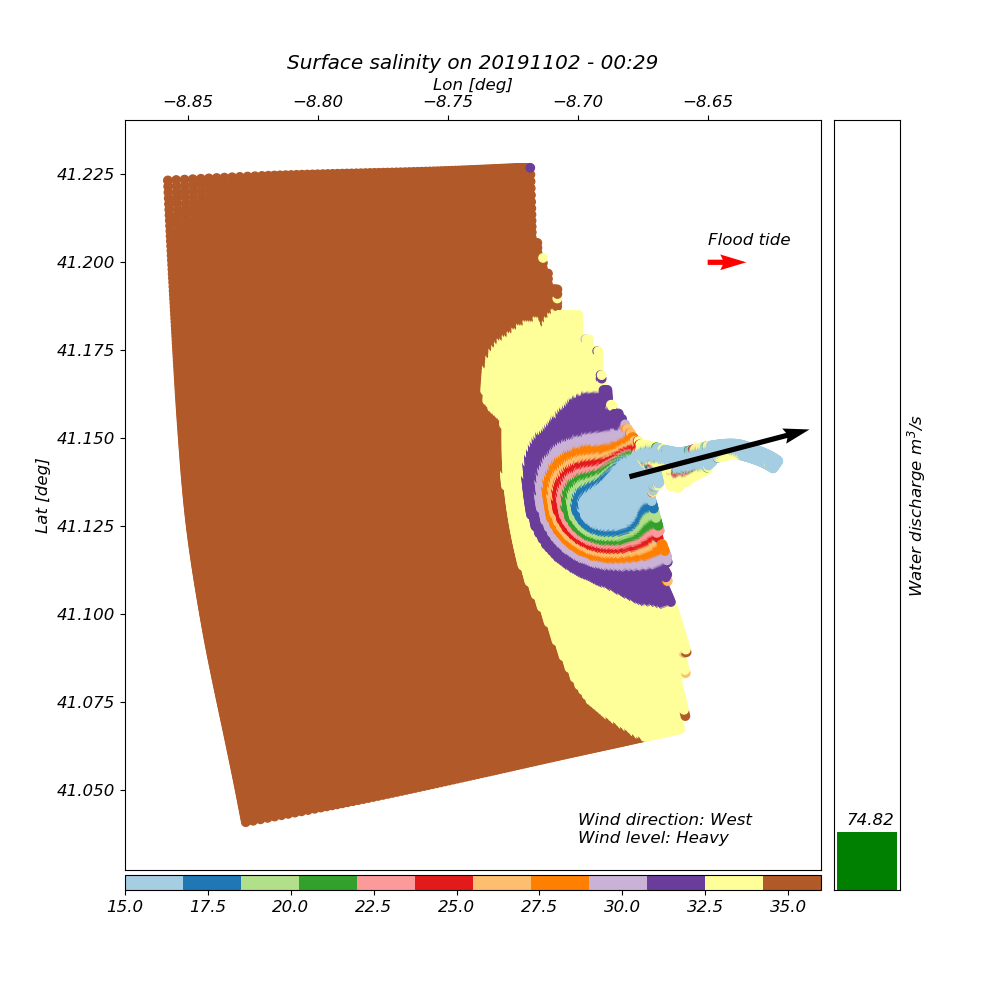 Surface salinity on 20191102 - 00:29
Lon [deg]
−8.85 −8.80 −8.75 −8.70 −8.65
41.225
41.200
41.175
41.150
41.125
41.100
41.075
41.050
Lat [deg]
Flood tide
Wind direction: West
Wind level: Heavy
74.82
Water discharge m³/s
15.0 17.5 20.0 22.5 25.0 27.5 30.0 32.5 35.0